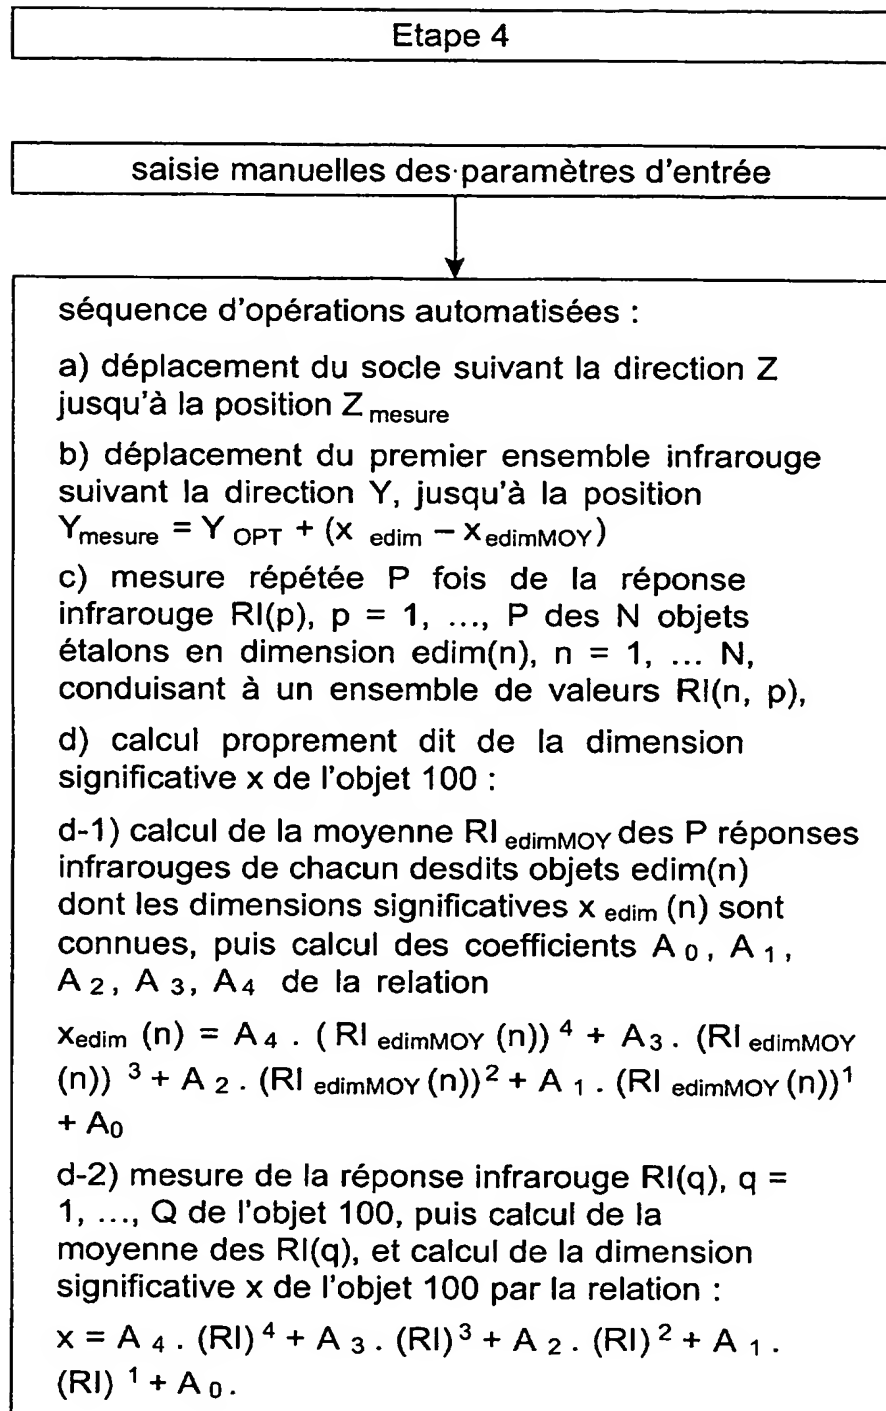 Etape 4
saisie manuelles des paramètres d'entrée
séquence d'opérations automatisées :
a) déplacement du socle suivant la direction Z
jusqu'à la position Z mesure
b) déplacement du premier ensemble infrarouge
suivant la direction Y, jusqu'à la position
Ymesure = Y OPT + (x edim – xedimMOY)
c) mesure répétée P fois de la réponse
infrarouge RI(p), p = 1, ..., P des N objets
étalons en dimension edim(n), n = 1, ... N,
conduisant à un ensemble de valeurs RI(n, p),
d) calcul proprement dit de la dimension
significative x de l'objet 100 :
d-1) calcul de la moyenne RI edimMOY des P réponses
infrarouges de chacun desdits objets edim(n)
dont les dimensions significatives x edim (n) sont
connues, puis calcul des coefficients A 0 , A 1 ,
A 2 , A 3, A4 de la relation
xedim (n) = A 4 . ( RI edimMOY (n)) 4 + A 3 . (RI edimMOY
(n)) 3 + A 2 . (RI edimMOY (n))2 + A 1 . (RI edimMOY (n))1
+ A0
d-2) mesure de la réponse infrarouge RI(q), q =
1, ..., Q de l'objet 100, puis calcul de la
moyenne des RI(q), et calcul de la dimension
significative x de l'objet 100 par la relation :
x = A 4 . (RI) 4 + A 3 . (RI) 3 + A 2 . (RI) 2 + A 1 .
(RI) 1 + A 0 .